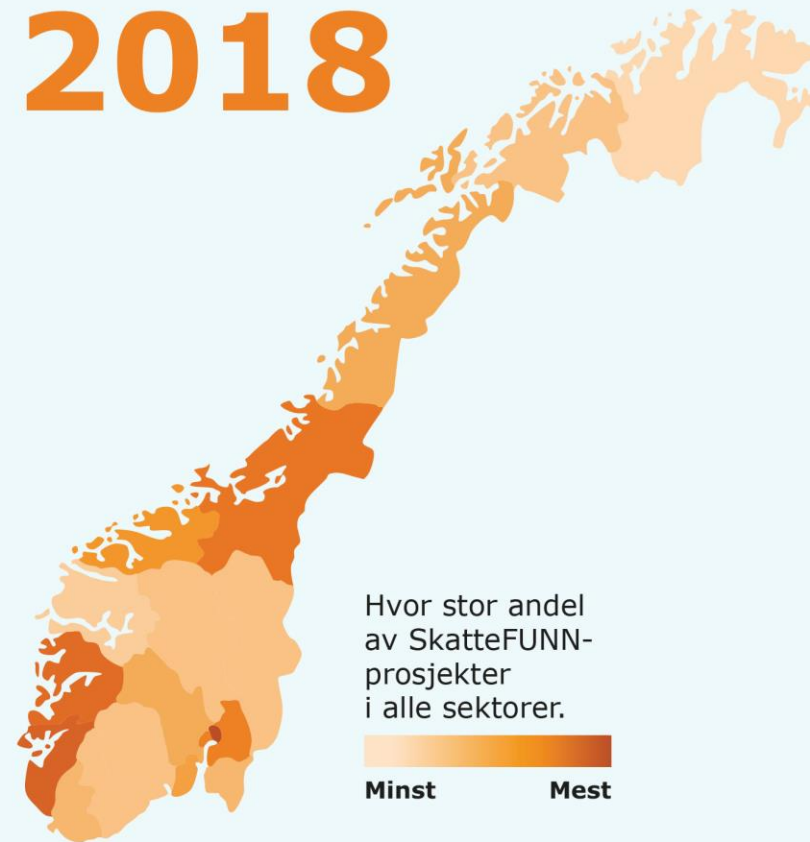 2018
Hvor stor andel
av SkatteFUNN-
prosjekter
i alle sektorer.
Minst Mest